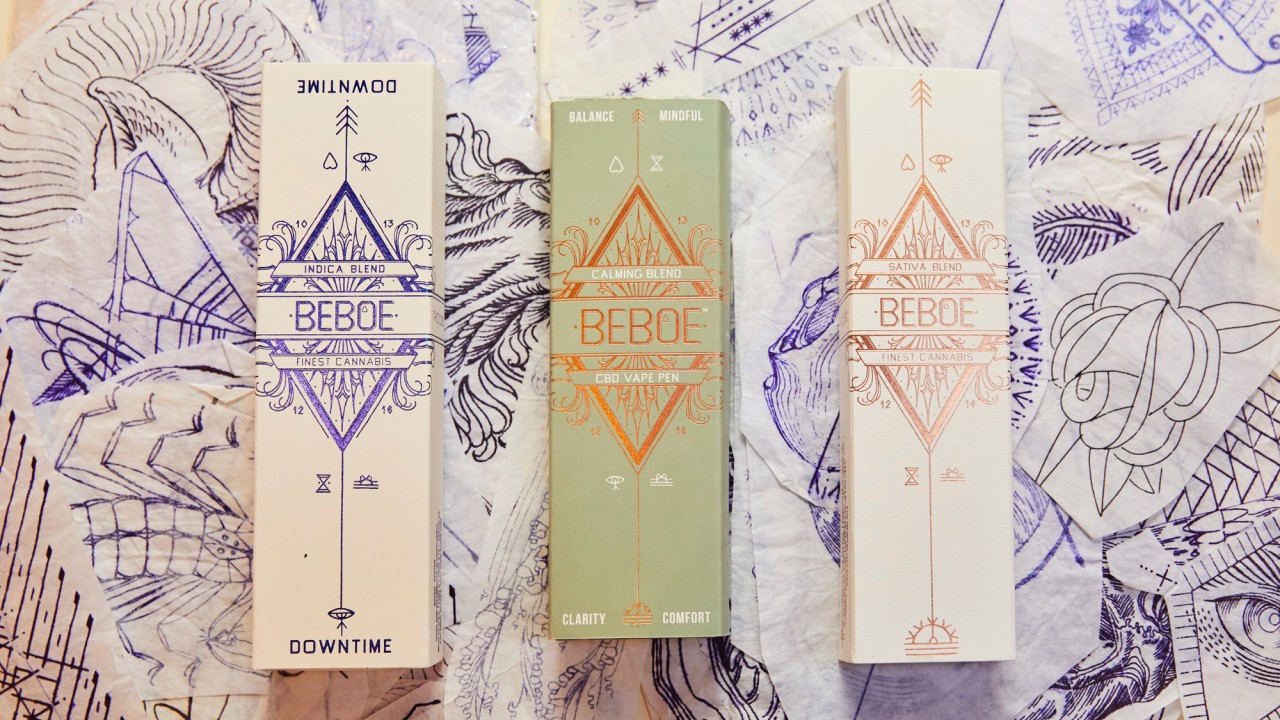 DOWNTIME
10 13
INDICA BLEND
BEBOE
FINEST CANNABIS
12 16
DOWNTIME
BALANCE MINDFUL
10 13
CALMING BLEND
BEBOE™
CBD VAPE PEN
12 16
CLARITY COMFORT
10 13
SATIVA BLEND
BEBOE
FINEST CANNABIS
12 16